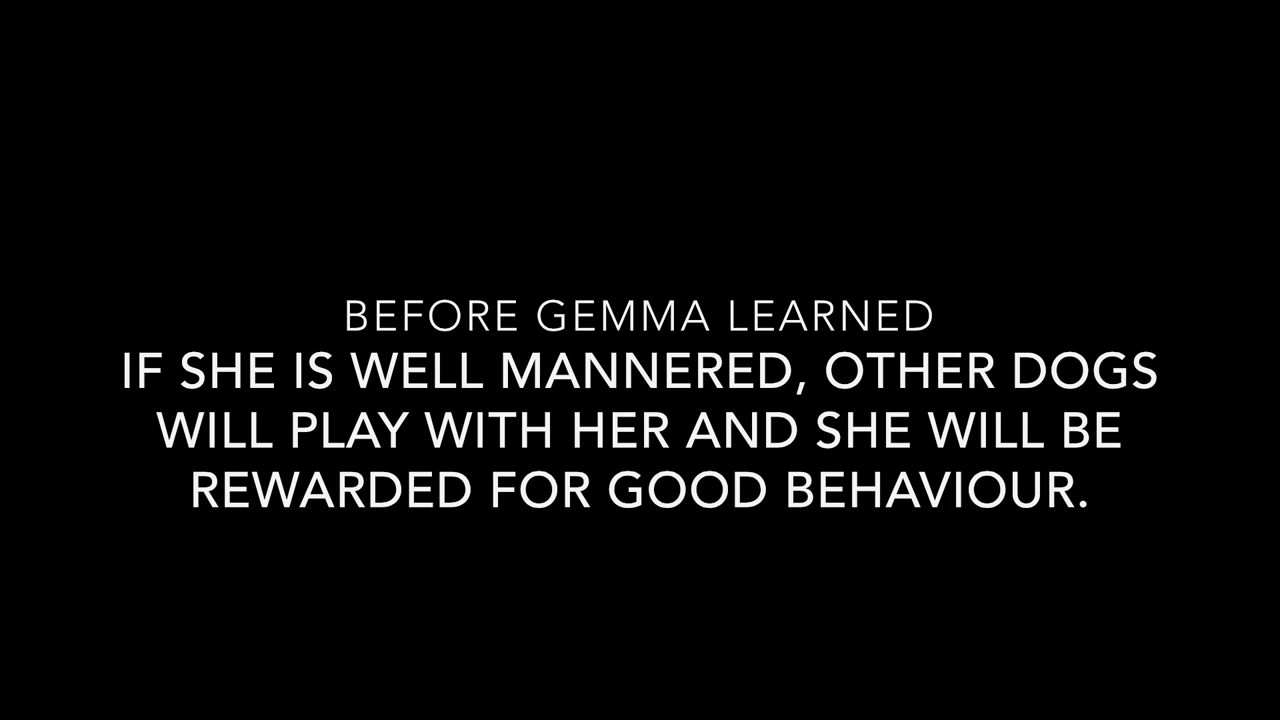 BEFORE GEMMA LEARNED
IF SHE IS WELL MANNERED, OTHER DOGS
WILL PLAY WITH HER AND SHE WILL BE
REWARDED FOR GOOD BEHAVIOUR.